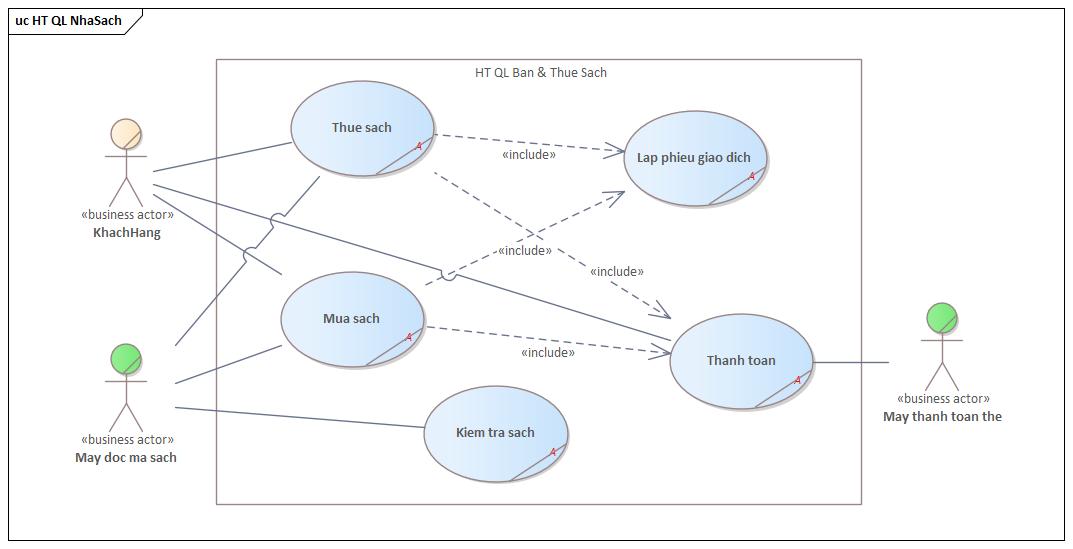 uc HT QL NhaSach
HT QL Ban & Thue Sach
Thue sach
A
Lap phieu giao dich
A
«include»
«business actor»
KhachHang
«include»
«include»
Mua sach
A
«include»
Thanh toan
A
«business actor»
May thanh toan the
Kiem tra sach
A
«business actor»
May doc ma sach